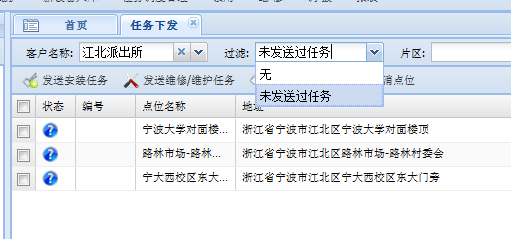 首页 任务下发
客户名称: 江北派出所 过滤: 未发送过任务 片区:
无
未发送过任务
发送安装任务 发送维修/维护任务 消点位
状态 编号 点位名称 地址
宁波大学对面楼... 浙江省宁波市江北区宁波大学对面楼顶
路林市场-路林... 浙江省宁波市江北区路林市场-路林村委会
宁大西校区东大... 浙江省宁波市江北区宁大西校区东大门旁